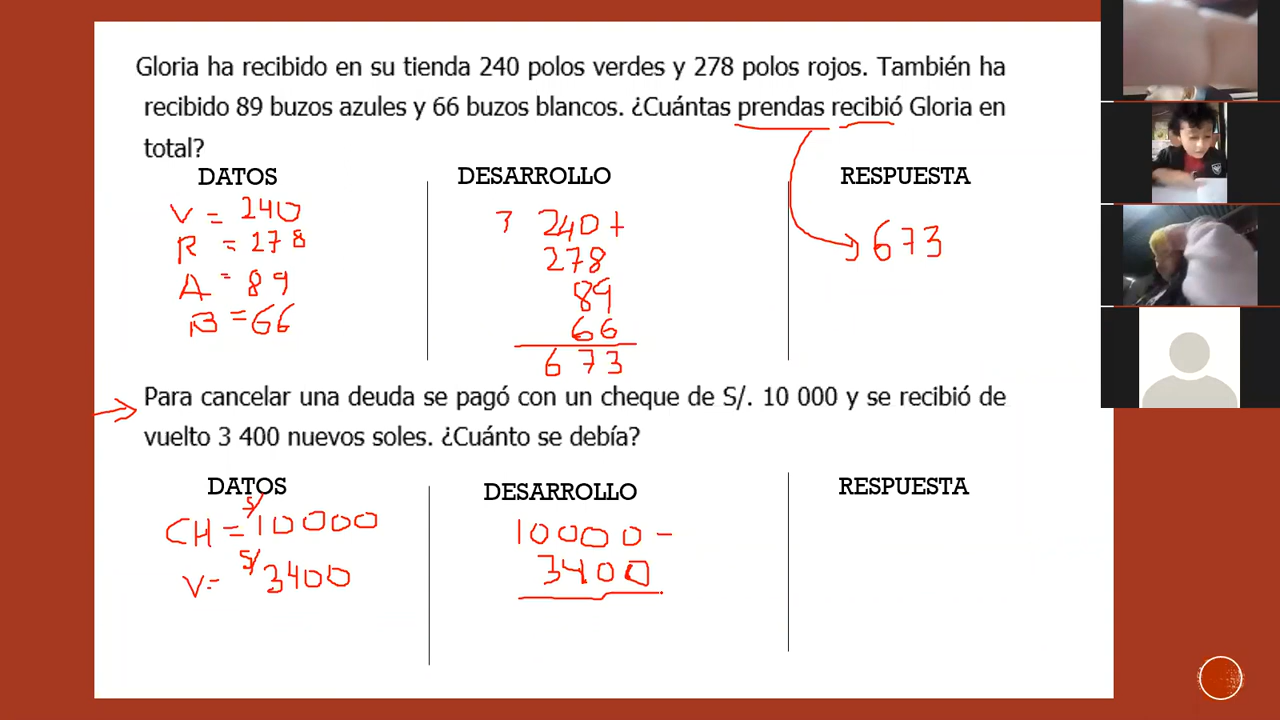 Gloria ha recibido en su tienda 240 polos verdes y 278 polos rojos. También ha
recibido 89 buzos azules y 66 buzos blancos. ¿Cuántas prendas recibió Gloria en
total?
DATOS
V = 240
R = 278
A = 89
B = 66
DESARROLLO
240 +
278
89
66
673
RESPUESTA
673
Para cancelar una deuda se pagó con un cheque de S/. 10 000 y se recibió de
vuelto 3 400 nuevos soles. ¿Cuánto se debía?
DATOS
CH = S/ 10000
V = S/ 3400
DESARROLLO
10000 -
3400
RESPUESTA